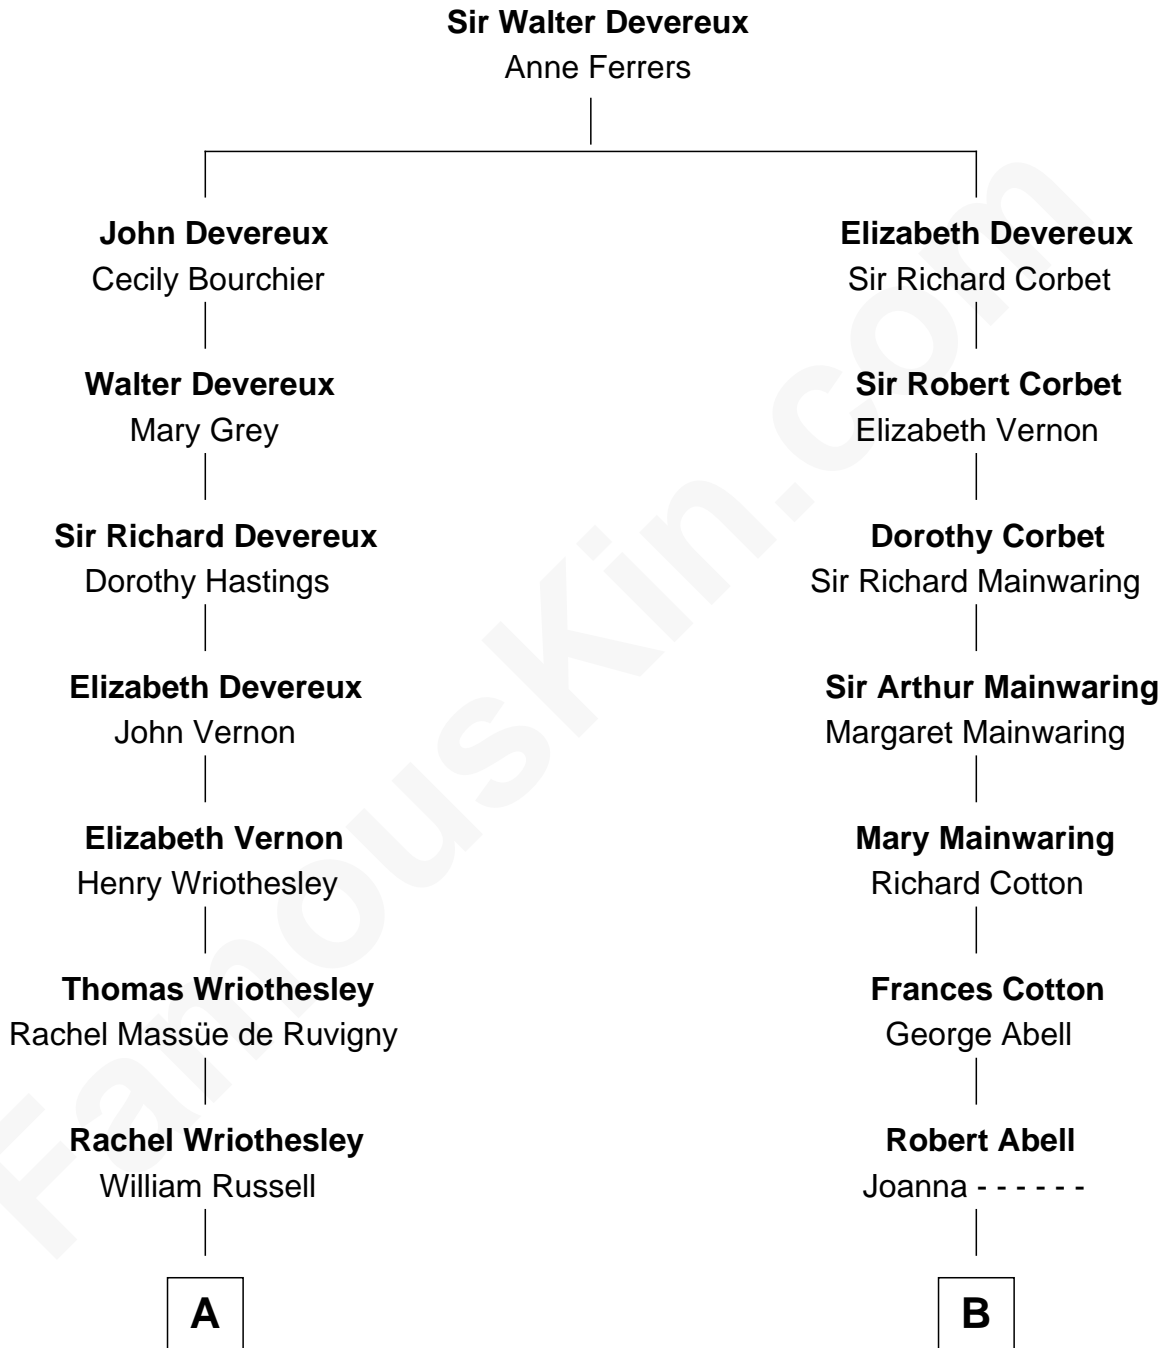 Sir Walter Devereux
Anne Ferrers
John Devereux
Cecily Bourchier
Walter Devereux
Mary Grey
Sir Richard Devereux
Dorothy Hastings
Elizabeth Devereux
John Vernon
Elizabeth Vernon
Henry Wriothesley
Thomas Wriothesley
Rachel Massüe de Ruvigny
Rachel Wriothesley
William Russell
A
Elizabeth Devereux
Sir Richard Corbet
Sir Robert Corbet
Elizabeth Vernon
Dorothy Corbet
Sir Richard Mainwaring
Sir Arthur Mainwaring
Margaret Mainwaring
Mary Mainwaring
Richard Cotton
Frances Cotton
George Abell
Robert Abell
Joanna - - - - - -
B
FamousKin.com